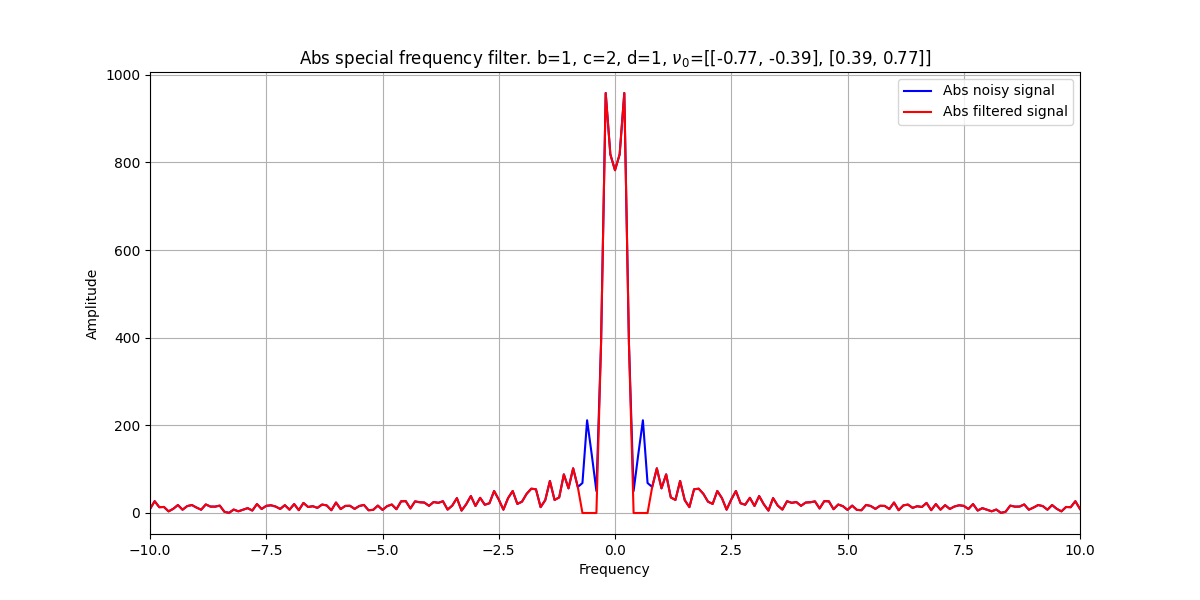 Abs special frequency filter. b=1, c=2, d=1, $\nu_0$=[[-0.77, -0.39], [0.39, 0.77]]
Abs noisy signal
Abs filtered signal
1000
800
600
400
200
0
Amplitude
−10.0 −7.5 −5.0 −2.5 0.0 2.5 5.0 7.5 10.0
Frequency